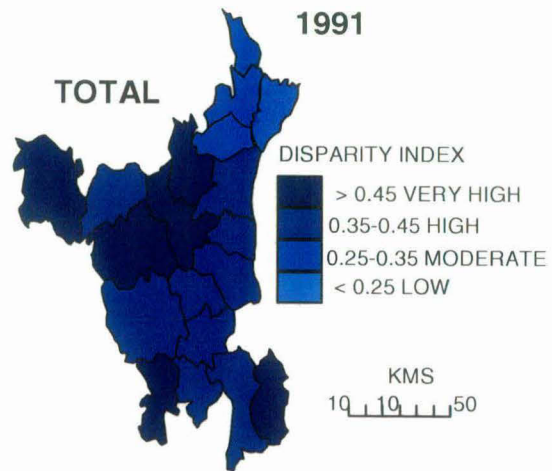 1991
TOTAL
DISPARITY INDEX
> 0.45 VERY HIGH
0.35-0.45 HIGH
0.25-0.35 MODERATE
< 0.25 LOW
KMS
10 10 50